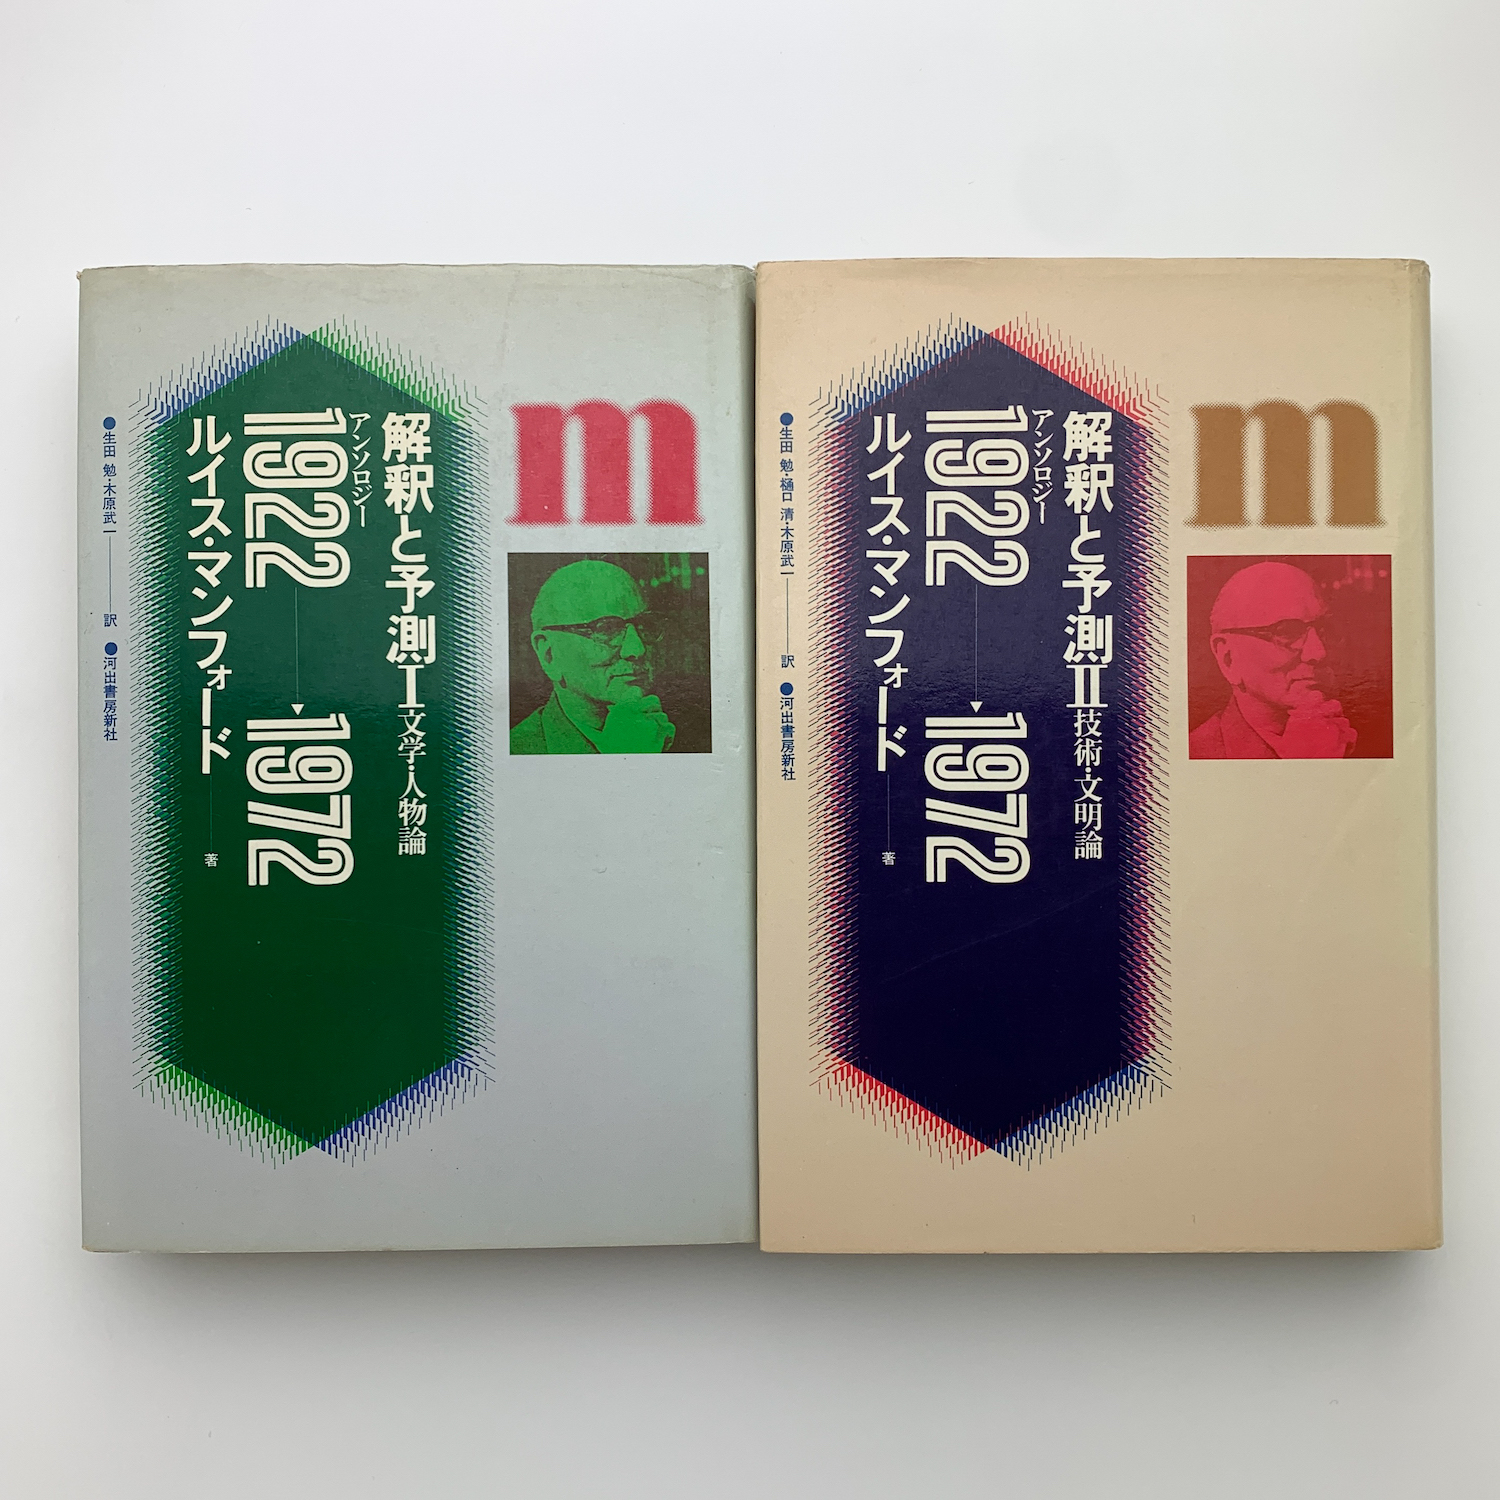 m
解釈と予測I文学・人物論
アンソロジー
1922→1972
ルイス・マンフォード——著
●生田 勉・木原武一——訳 ●河出書房新社
m
解釈と予測II技術・文明論
アンソロジー
1922→1972
ルイス・マンフォード——著
●生田 勉・樋口 清・木原武一——訳 ●河出書房新社